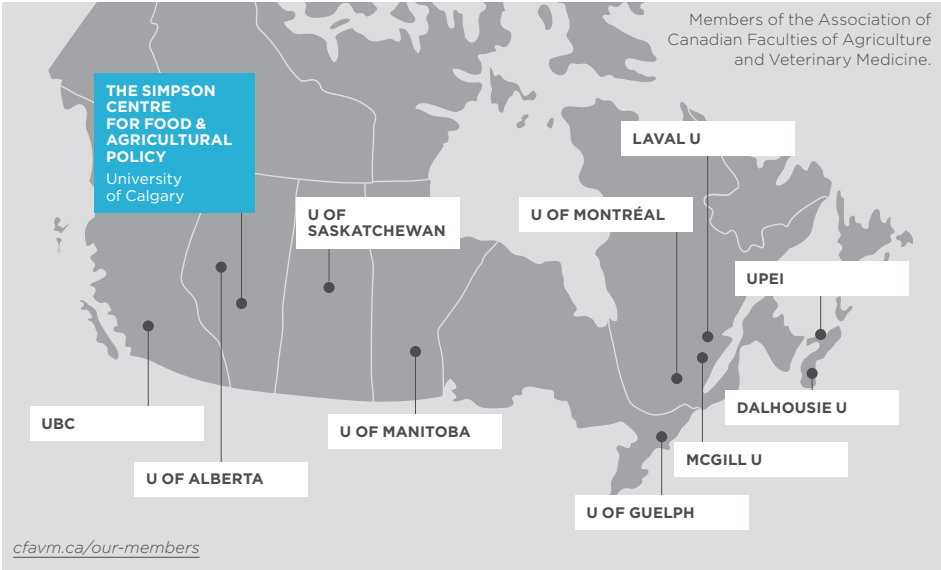 Members of the Association of
Canadian Faculties of Agriculture
and Veterinary Medicine.
THE SIMPSON
CENTRE
FOR FOOD &
AGRICULTURAL
POLICY
University
of Calgary
LAVAL U
U OF
SASKATCHEWAN
U OF MONTRÉAL
UPEI
UBC
U OF MANITOBA
DALHOUSIE U
U OF ALBERTA
MCGILL U
U OF GUELPH
cfavm.ca/our-members